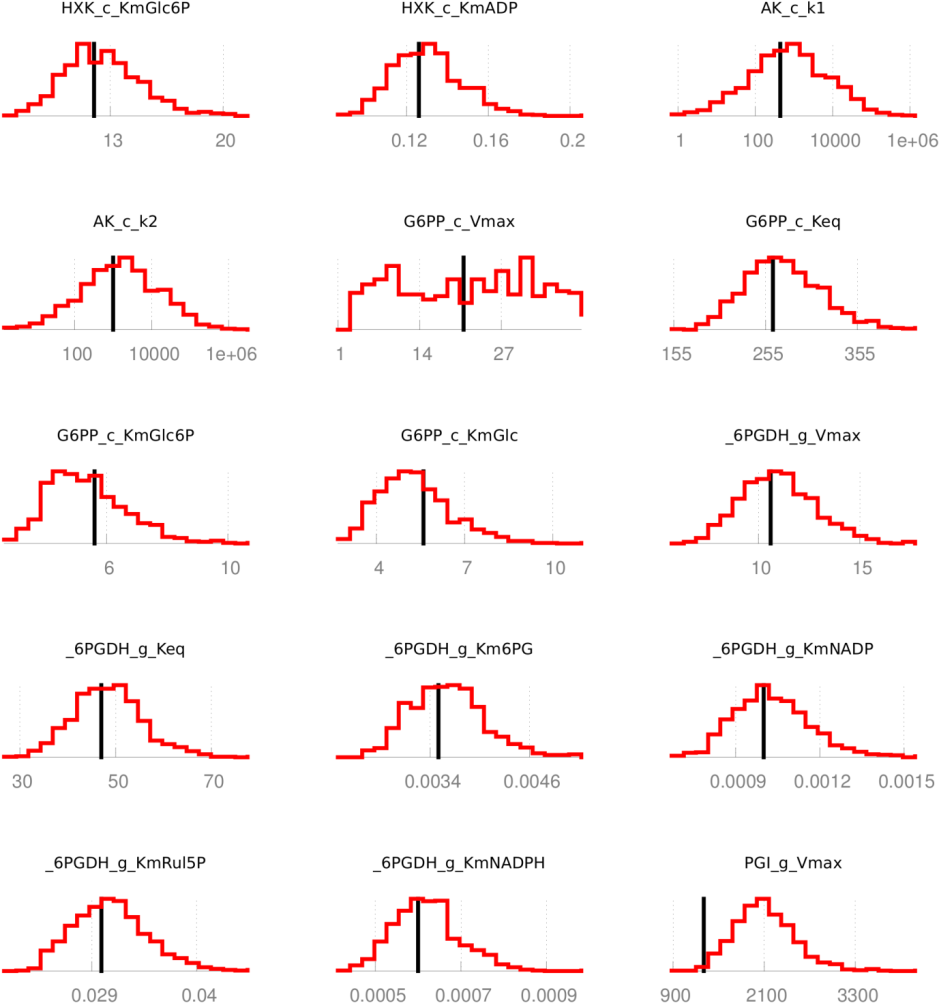 HXK_c_KmGlc6P HXK_c_KmADP AK_c_k1
13 20 0.12 0.16 0.2 1 100 10000 1e+06
AK_c_k2 G6PP_c_Vmax G6PP_c_Keq
100 10000 1e+06 1 14 27 155 255 355
G6PP_c_KmGlc6P G6PP_c_KmGlc _6PGDH_g_Vmax
6 10 4 7 10 10 15
_6PGDH_g_Keq _6PGDH_g_Km6PG _6PGDH_g_KmNADP
30 50 70 0.0034 0.0046 0.0009 0.0012 0.0015
_6PGDH_g_KmRul5P _6PGDH_g_KmNADPH PGI_g_Vmax
0.029 0.04 0.0005 0.0007 0.0009 900 2100 3300